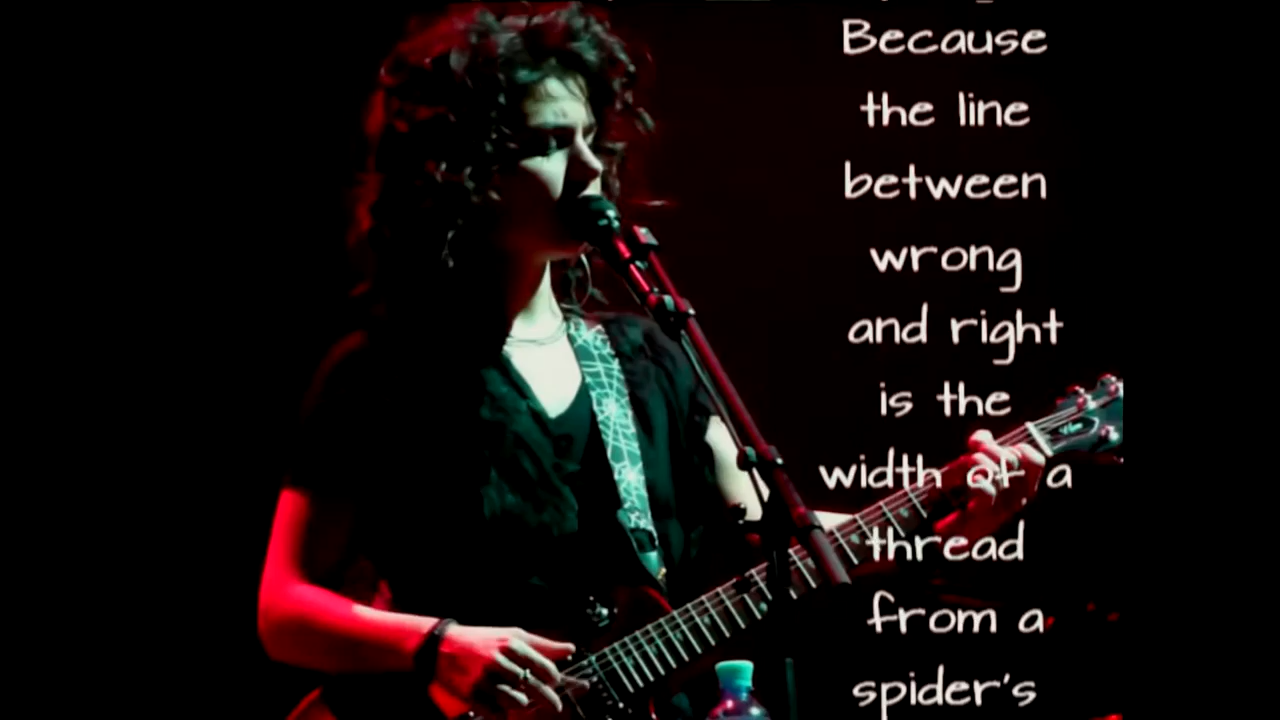 Because
the line
between
wrong
and right
is the
width of a
thread
from a
spider's